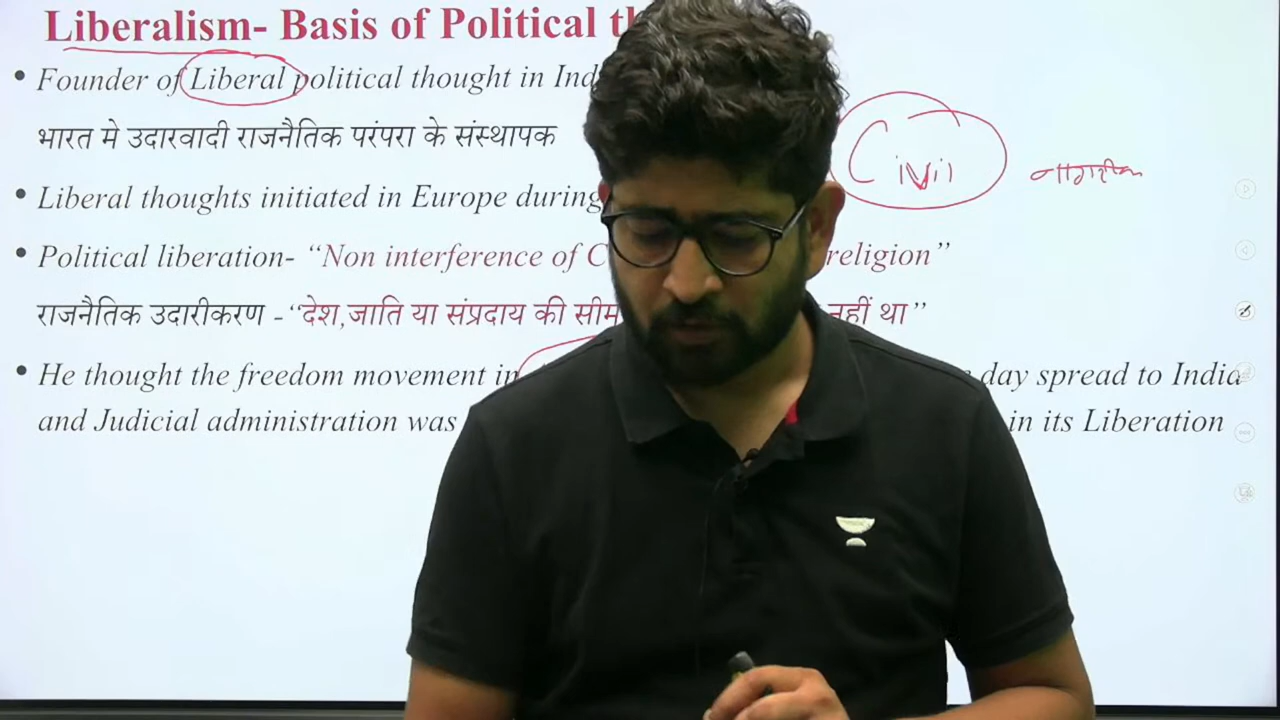 Liberalism- Basis of Political
• Founder of Liberal political thought in
भारत मे उदारवादी राजनैतिक परंपरा के संस्थापक
Civil
नागरिक
• Liberal thoughts initiated in Europe during
• Political liberation- “Non interference of religion”
राजनैतिक उदारीकरण -“देश,जाति या संप्रदाय की नहीं था”
• He thought the freedom movement in day spread to India
and Judicial administration was in its Liberation